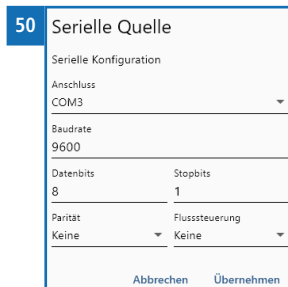 50
Serielle Quelle
Serielle Konfiguration
Anschluss
COM3
Baudrate
9600
Datenbits Stopbits
8 1
Parität Flusssteuerung
Keine Keine
Abbrechen Übernehmen